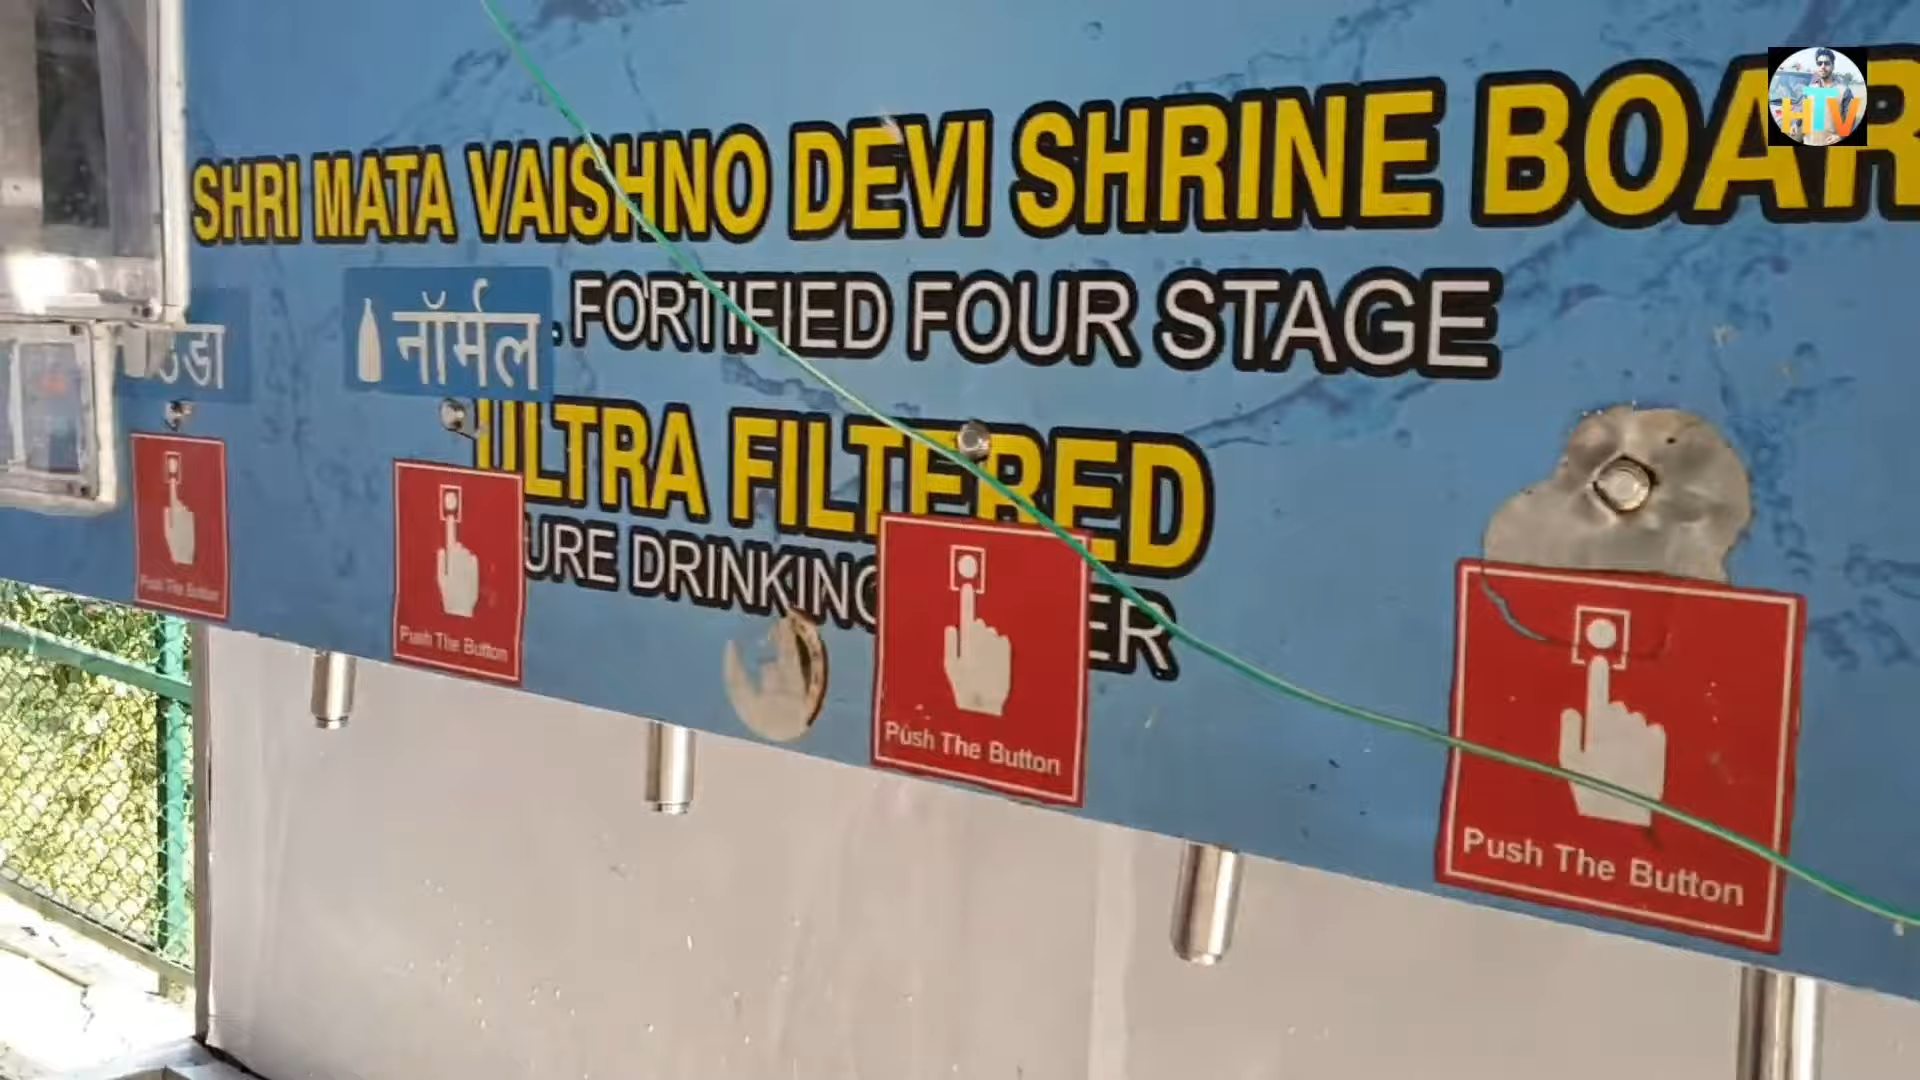 SHRI MATA VAISHNO DEVI SHRINE BOAR
FORTIFIED FOUR STAGE
नॉर्मल
ULTRA FILTERED
URE DRINKING ER
Push The Button
Push The Button
Push The Button
Push The Button
HTV